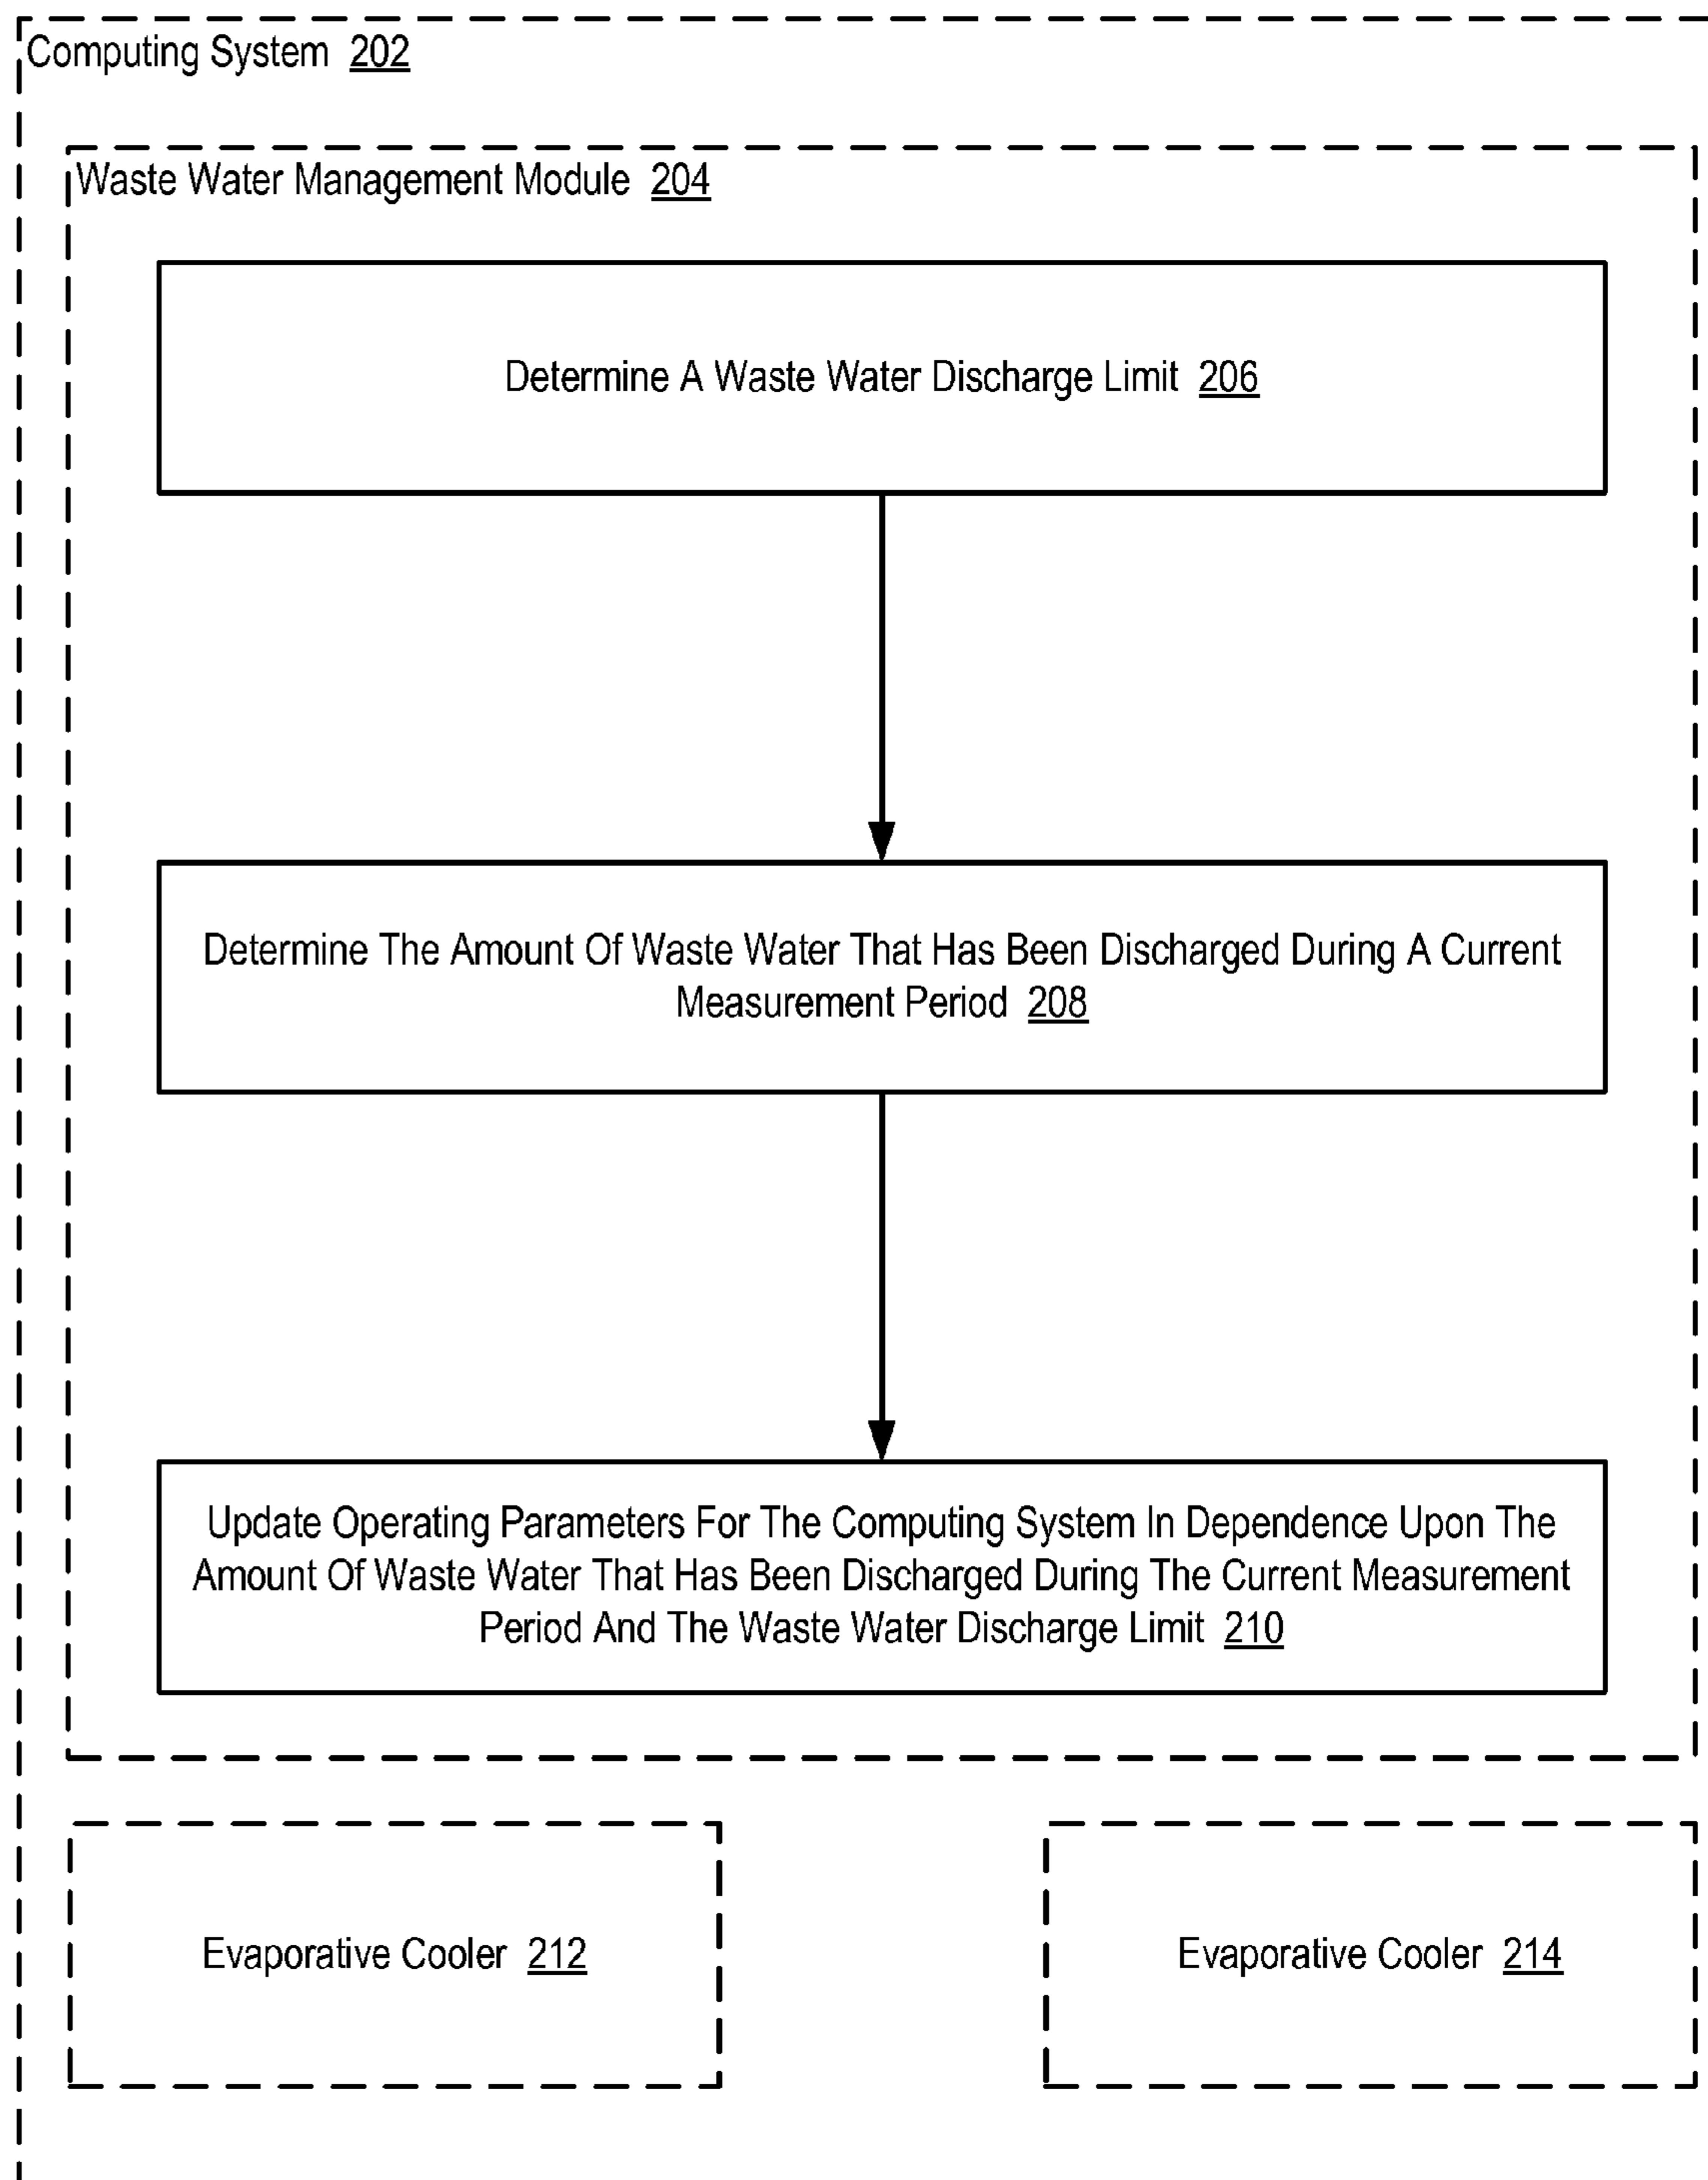 Computing System 202
Waste Water Management Module 204
Determine A Waste Water Discharge Limit 206
Determine The Amount Of Waste Water That Has Been Discharged During A Current
Measurement Period 208
Update Operating Parameters For The Computing System In Dependence Upon The
Amount Of Waste Water That Has Been Discharged During The Current Measurement
Period And The Waste Water Discharge Limit 210
Evaporative Cooler 212
Evaporative Cooler 214